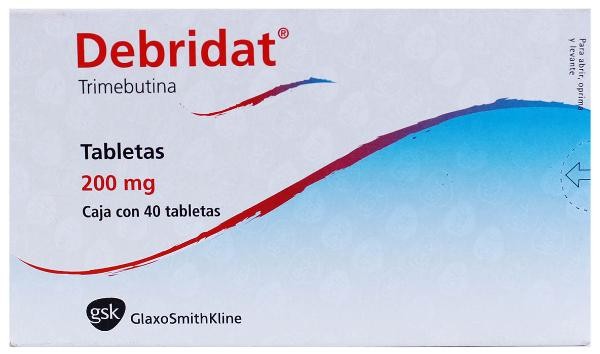 Debridat®
Trimebutina
Tabletas
200 mg
Caja con 40 tabletas
gsk GlaxoSmithKline
Para abrir, oprima
y levante